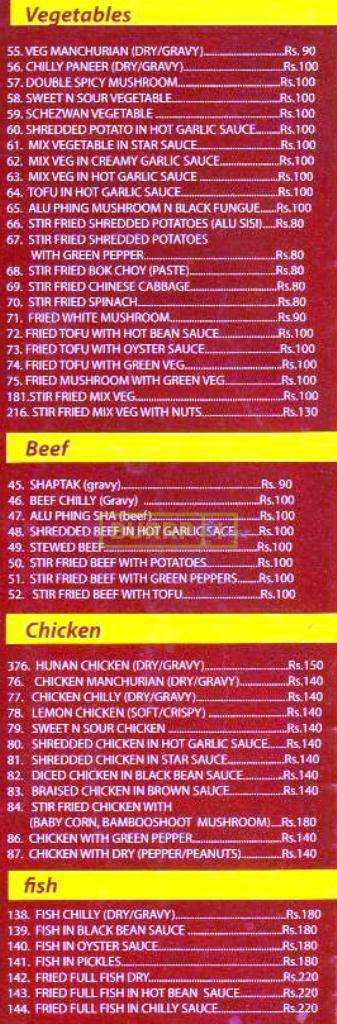 Vegetables
55. VEG MANCHURIAN (DRY/GRAVY)......Rs. 90
56. CHILLY PANEER (DRY/GRAVY)......Rs.100
57. DOUBLE SPICY MUSHROOM......Rs.100
58. SWEET N SOUR VEGETABLE......Rs.100
59. SCHEZWAN VEGETABLE ......Rs.100
60. SHREDDED POTATO IN HOT GARLIC SAUCE......Rs.100
61. MIX VEGETABLE IN STAR SAUCE......Rs.100
62. MIX VEG IN CREAMY GARLIC SAUCE......Rs.100
63. MIX VEG IN HOT GARLIC SAUCE ......Rs.100
64. TOFU IN HOT GARLIC SAUCE......Rs.100
65. ALU PHING MUSHROOM N BLACK FUNGUE......Rs.100
66. STIR FRIED SHREDDED POTATOES (ALU SISI)......Rs.80
67. STIR FRIED SHREDDED POTATOES
WITH GREEN PEPPER......Rs.80
68. STIR FRIED BOK CHOY (PASTE)......Rs.80
69. STIR FRIED CHINESE CABBAGE......Rs.80
70. STIR FRIED SPINACH......Rs.80
71. FRIED WHITE MUSHROOM......Rs.90
72. FRIED TOFU WITH HOT BEAN SAUCE......Rs.100
73. FRIED TOFU WITH OYSTER SAUCE......Rs.100
74. FRIED TOFU WITH GREEN VEG......Rs.100
75. FRIED MUSHROOM WITH GREEN VEG......Rs.100
181.STIR FRIED MIX VEG......Rs.100
216. STIR FRIED MIX VEG WITH NUTS......Rs.130
Beef
45. SHAPTAK (gravy)......Rs. 90
46. BEEF CHILLY (Gravy) ......Rs.100
47. ALU PHING SHA (beef)......Rs.100
48. SHREDDED BEEF IN HOT GARLIC SACE......Rs.100
49. STEWED BEEF......Rs.100
50. STIR FRIED BEEF WITH POTATOES......Rs.100
51. STIR FRIED BEEF WITH GREEN PEPPERS......Rs.100
52. STIR FRIED BEEF WITH TOFU......Rs.100
Chicken
376. HUNAN CHICKEN (DRY/GRAVY)......Rs.150
76. CHICKEN MANCHURIAN (DRY/GRAVY)......Rs.140
77. CHICKEN CHILLY (DRY/GRAVY)......Rs.140
78. LEMON CHICKEN (SOFT/CRISPY) ......Rs.140
79. SWEET N SOUR CHICKEN ......Rs.140
80. SHREDDED CHICKEN IN HOT GARLIC SAUCE......Rs.140
81. SHREDDED CHICKEN IN STAR SAUCE......Rs.140
82. DICED CHICKEN IN BLACK BEAN SAUCE......Rs.140
83. BRAISED CHICKEN IN BROWN SAUCE......Rs.140
84. STIR FRIED CHICKEN WITH
(BABY CORN, BAMBOOSHOOT MUSHROOM)......Rs.180
86. CHICKEN WITH GREEN PEPPER......Rs.140
87. CHICKEN WITH DRY (PEPPER/PEANUTS)......Rs.140
fish
138. FISH CHILLY (DRY/GRAVY)......Rs.180
139. FISH IN BLACK BEAN SAUCE ......Rs.180
140. FISH IN OYSTER SAUCE......Rs.180
141. FISH IN PICKLES......Rs.180
142. FRIED FULL FISH DRY......Rs.220
143. FRIED FULL FISH IN HOT BEAN SAUCE......Rs.220
144. FRIED FULL FISH IN CHILLY SAUCE......Rs.220